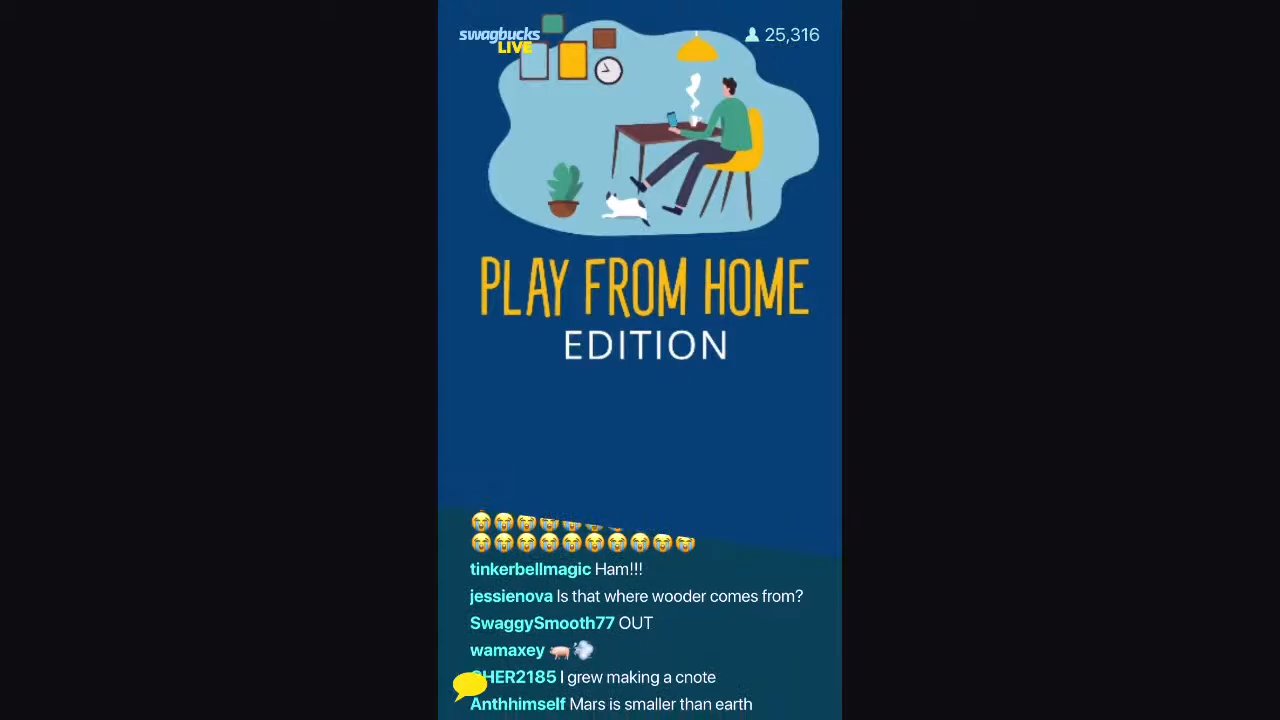 swagbucks
LIVE
25,316
PLAY FROM HOME
EDITION
tinkerbellmagic Ham!!!
jessienova Is that where wooder comes from?
SwaggySmooth77 OUT
wamaxey
CHER2185 I grew making a cnote
Anthhimself Mars is smaller than earth